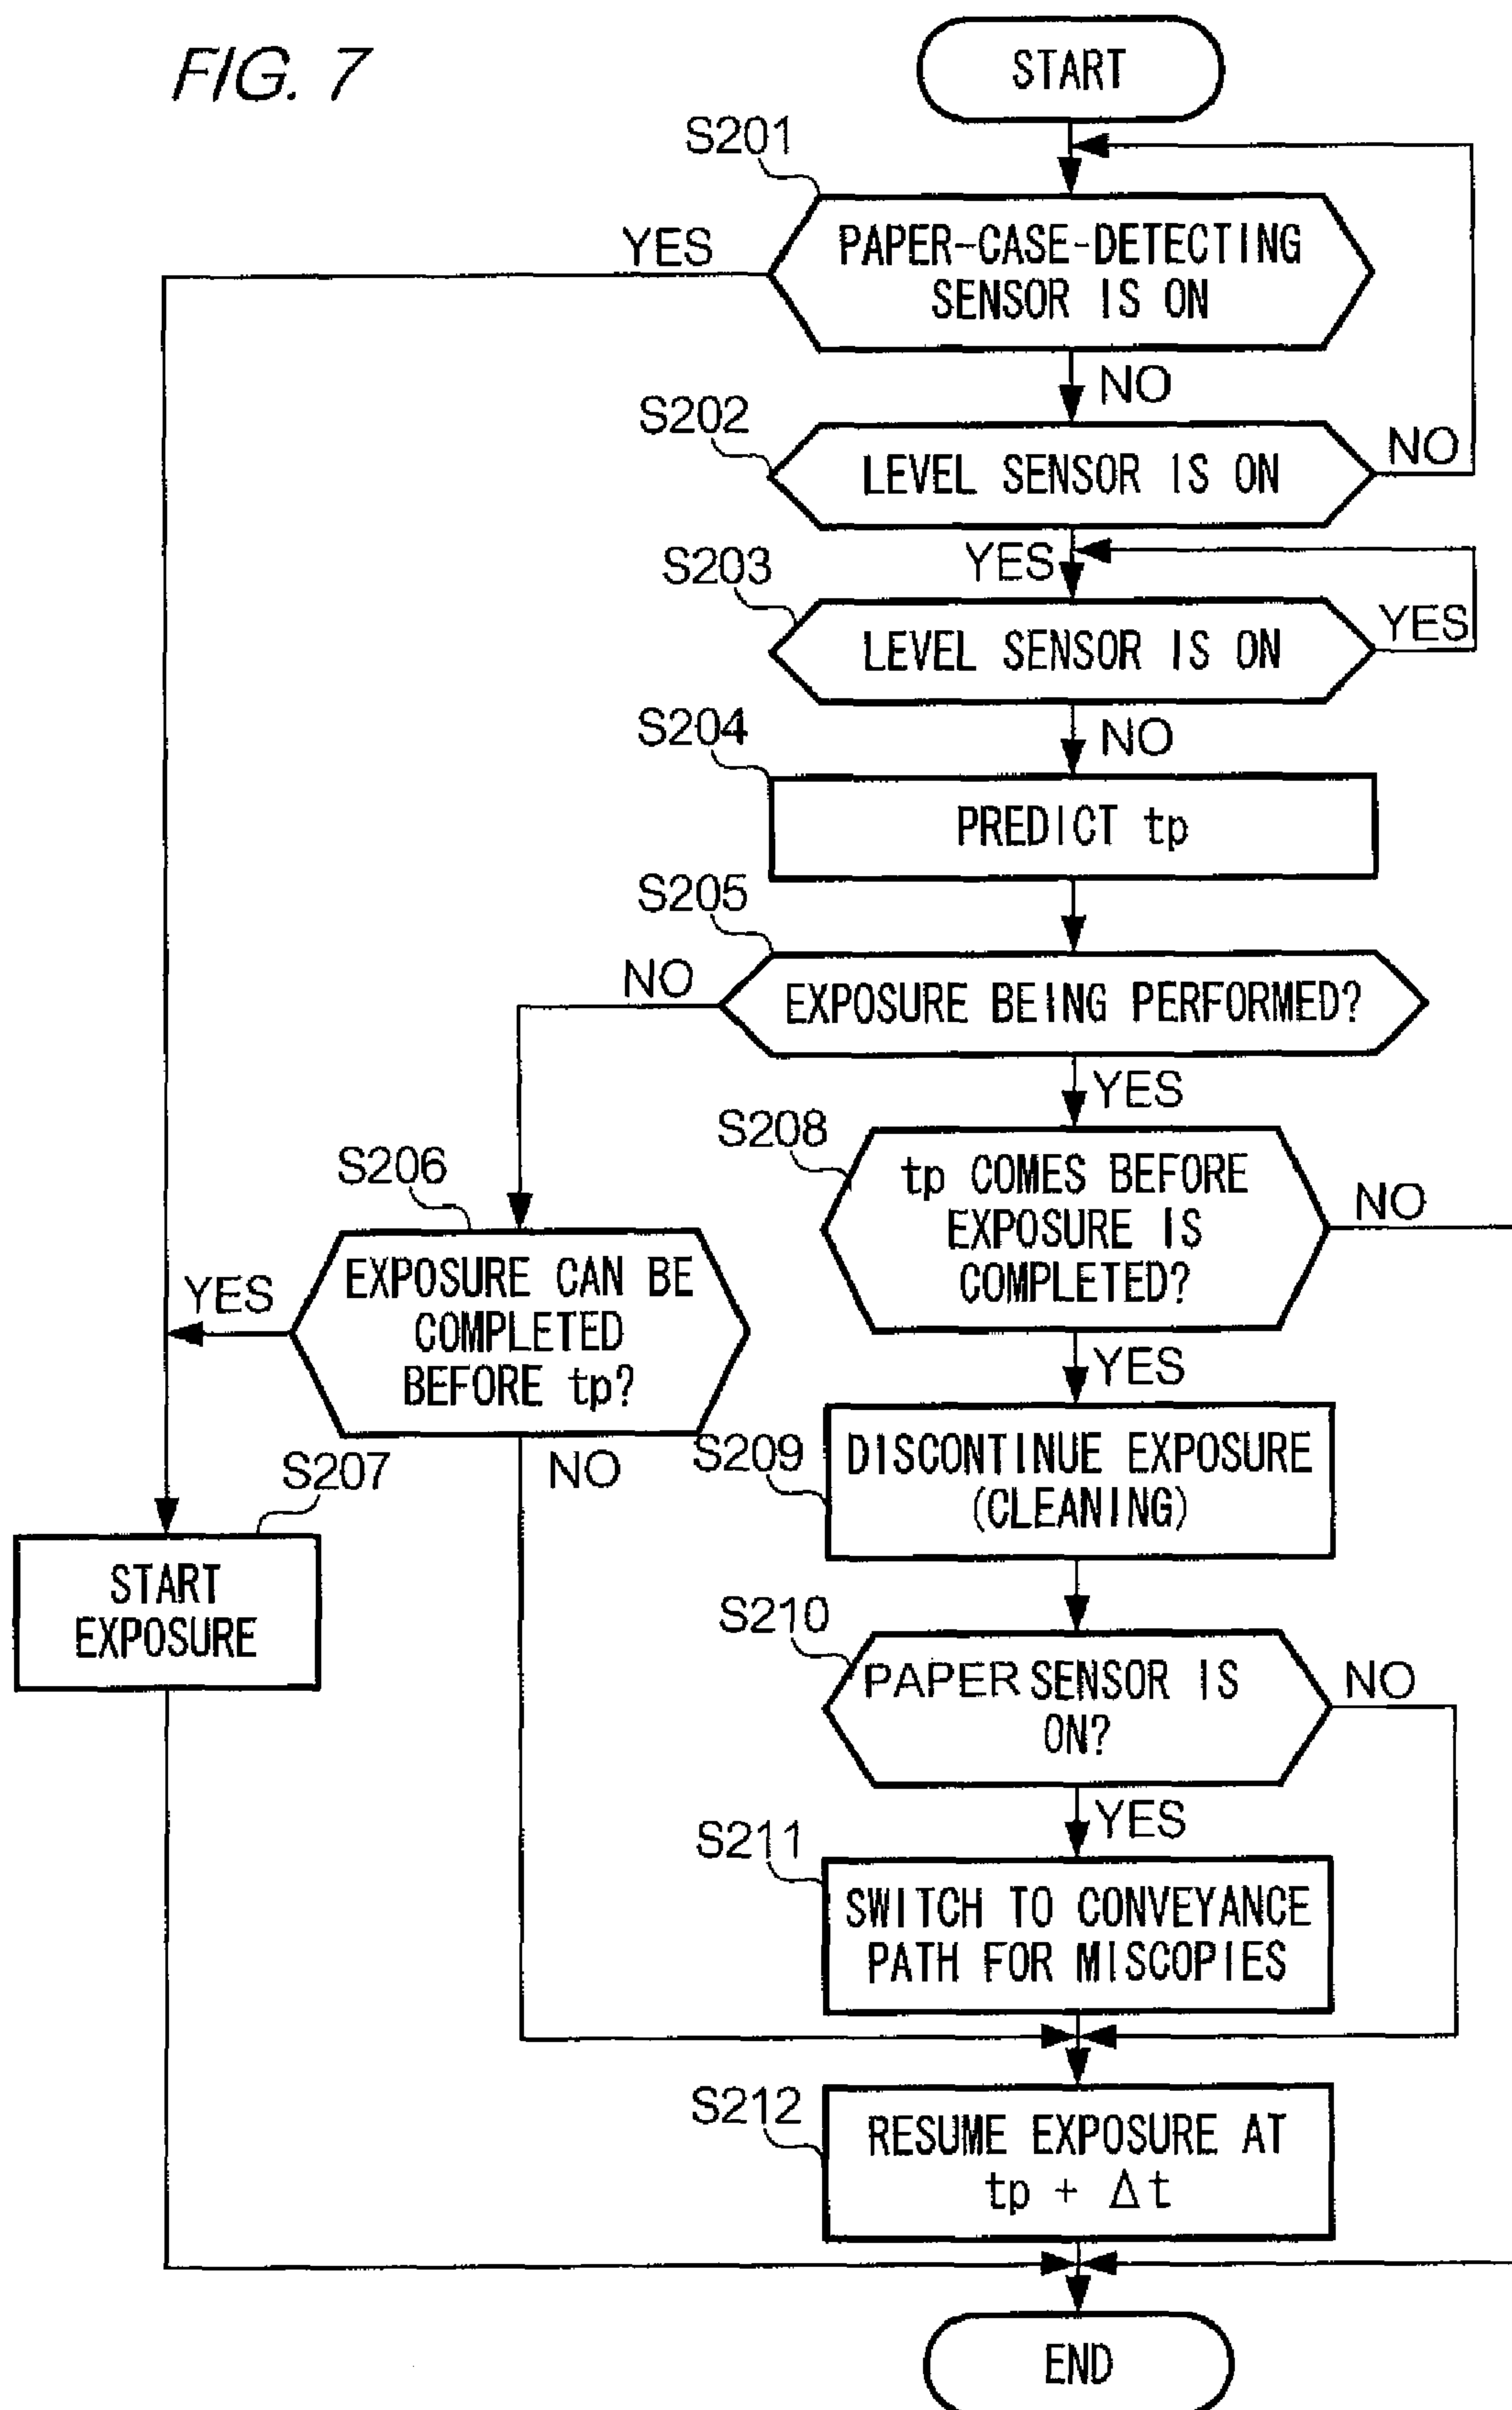 FIG. 7
START
S201
YES
PAPER-CASE-DETECTING
SENSOR IS ON
NO
S202
LEVEL SENSOR IS ON
NO
YES
S203
LEVEL SENSOR IS ON
YES
NO
S204
PREDICT tp
S205
NO
EXPOSURE BEING PERFORMED?
YES
S208
tp COMES BEFORE
EXPOSURE IS
COMPLETED?
NO
S206
EXPOSURE CAN BE
COMPLETED
BEFORE tp?
YES
NO
YES
S209
DISCONTINUE EXPOSURE
(CLEANING)
S207
START
EXPOSURE
S210
PAPER SENSOR IS
ON?
NO
YES
S211
SWITCH TO CONVEYANCE
PATH FOR MISCOPIES
S212
RESUME EXPOSURE AT
tp + Δt
END